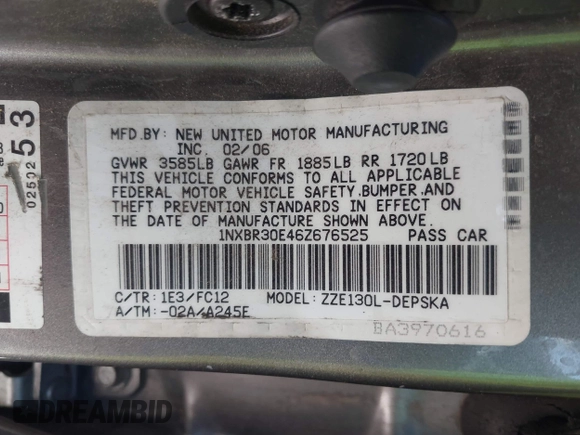 MFD.BY: NEW UNITED MOTOR MANUFACTURING
INC. 02/06
GVWR 3585LB GAWR FR 1885LB RR 1720LB
THIS VEHICLE CONFORMS TO ALL APPLICABLE
FEDERAL MOTOR VEHICLE SAFETY,BUMPER,AND
THEFT PREVENTION STANDARDS IN EFFECT ON
THE DATE OF MANUFACTURE SHOWN ABOVE.
1NXBR30E46Z676525 PASS CAR
C/TR: 1E3/FC12 MODEL: ZZE130L-DEPSKA
A/TM: -02A/A245E
BA3970616
53
DREAMBID